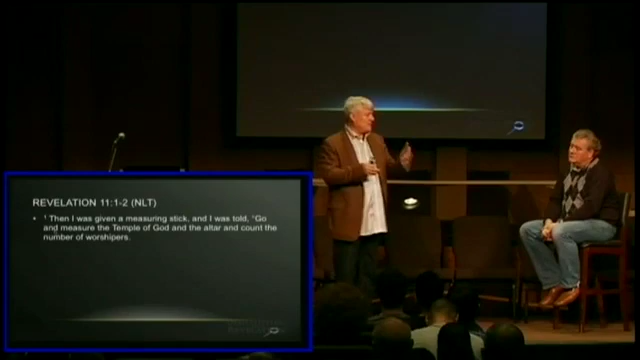 REVELATION 11:1-2 (NLT)
• ¹ Then I was given a measuring stick, and I was told, “Go
and measure the Temple of God and the altar and count the
number of worshipers.